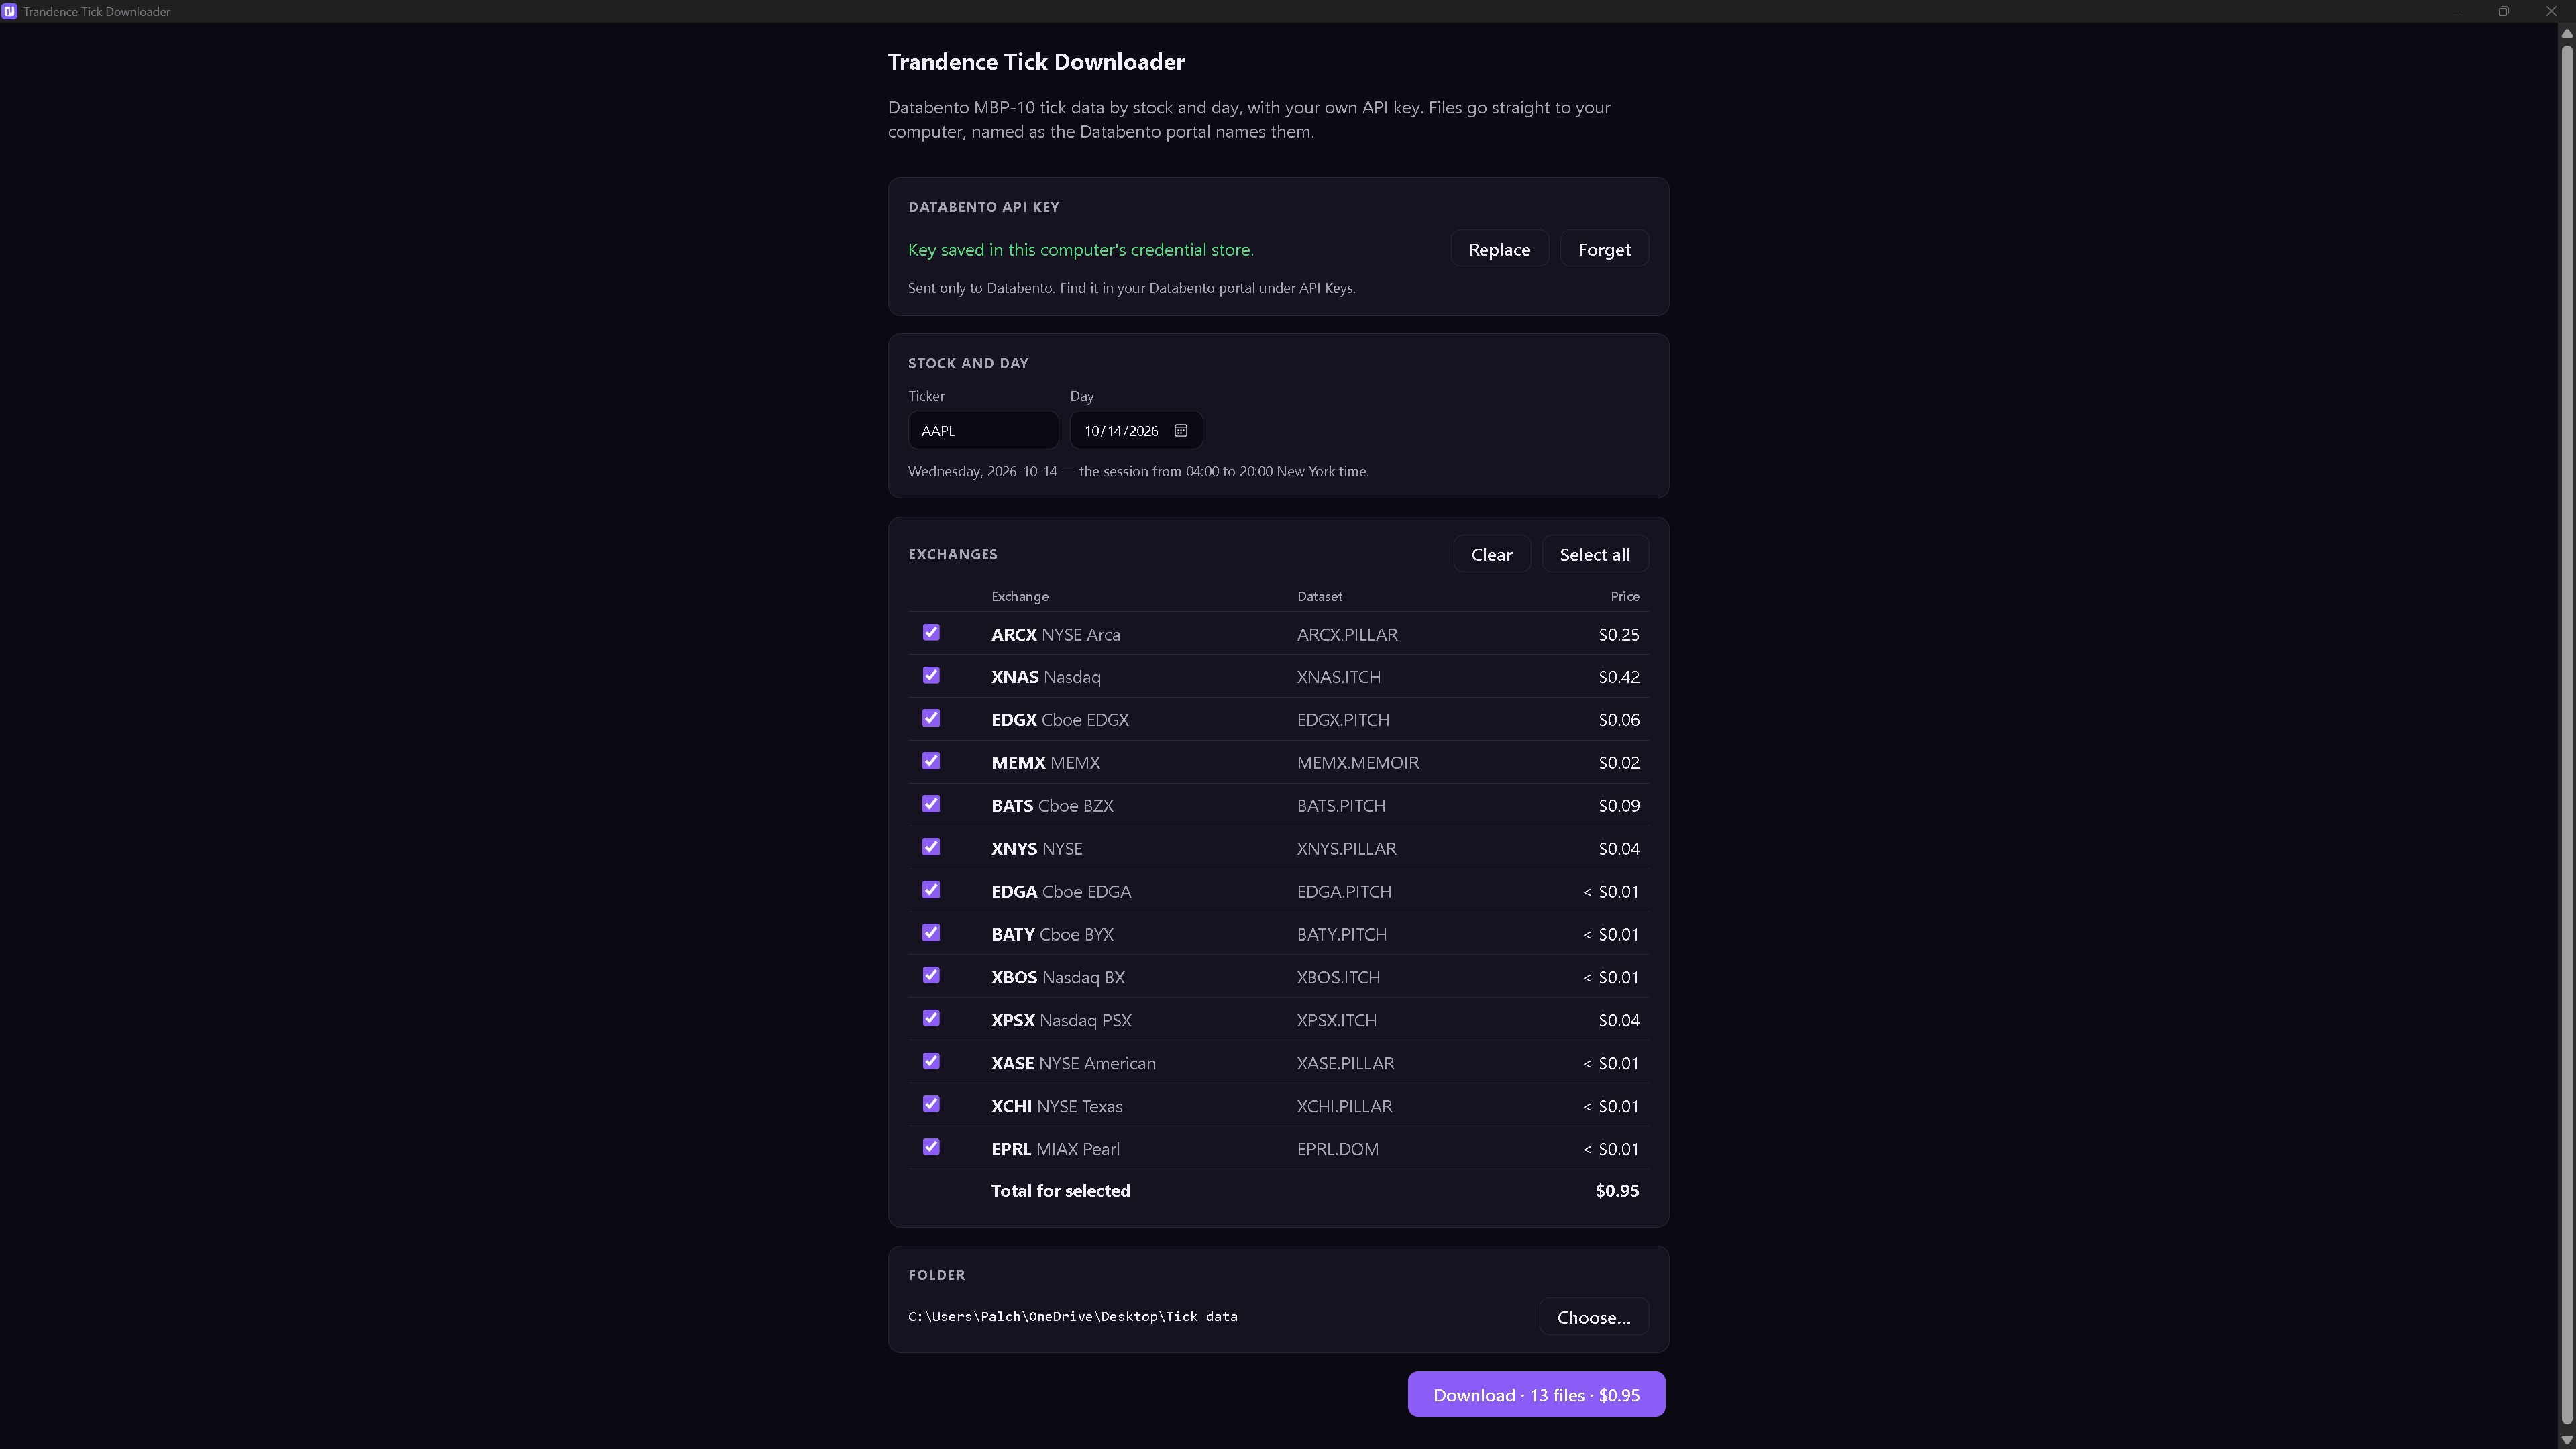 Trandence Tick Downloader
Trandence Tick Downloader
Databento MBP-10 tick data by stock and day, with your own API key. Files go straight to your
computer, named as the Databento portal names them.
DATABENTO API KEY
Key saved in this computer's credential store.
Replace
Forget
Sent only to Databento. Find it in your Databento portal under API Keys.
STOCK AND DAY
Ticker Day
AAPL 10/14/2026
Wednesday, 2026-10-14 — the session from 04:00 to 20:00 New York time.
EXCHANGES
Clear
Select all
Exchange Dataset Price
ARCX NYSE Arca ARCX.PILLAR $0.25
XNAS Nasdaq XNAS.ITCH $0.42
EDGX Cboe EDGX EDGX.PITCH $0.06
MEMX MEMX MEMX.MEMOIR $0.02
BATS Cboe BZX BATS.PITCH $0.09
XNYS NYSE XNYS.PILLAR $0.04
EDGA Cboe EDGA EDGA.PITCH < $0.01
BATY Cboe BYX BATY.PITCH < $0.01
XBOS Nasdaq BX XBOS.ITCH < $0.01
XPSX Nasdaq PSX XPSX.ITCH $0.04
XASE NYSE American XASE.PILLAR < $0.01
XCHI NYSE Texas XCHI.PILLAR < $0.01
EPRL MIAX Pearl EPRL.DOM < $0.01
Total for selected $0.95
FOLDER
C:\Users\Palch\OneDrive\Desktop\Tick data
Choose...
Download · 13 files · $0.95